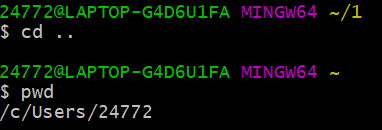 24772@LAPTOP-G4D6U1FA MINGW64 ~/1
$ cd ..
24772@LAPTOP-G4D6U1FA MINGW64 ~
$ pwd
/c/Users/24772